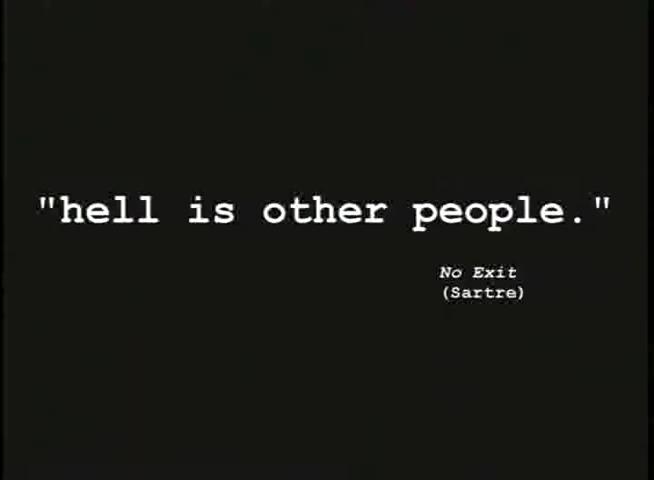 "hell is other people."
No Exit
(Sartre)